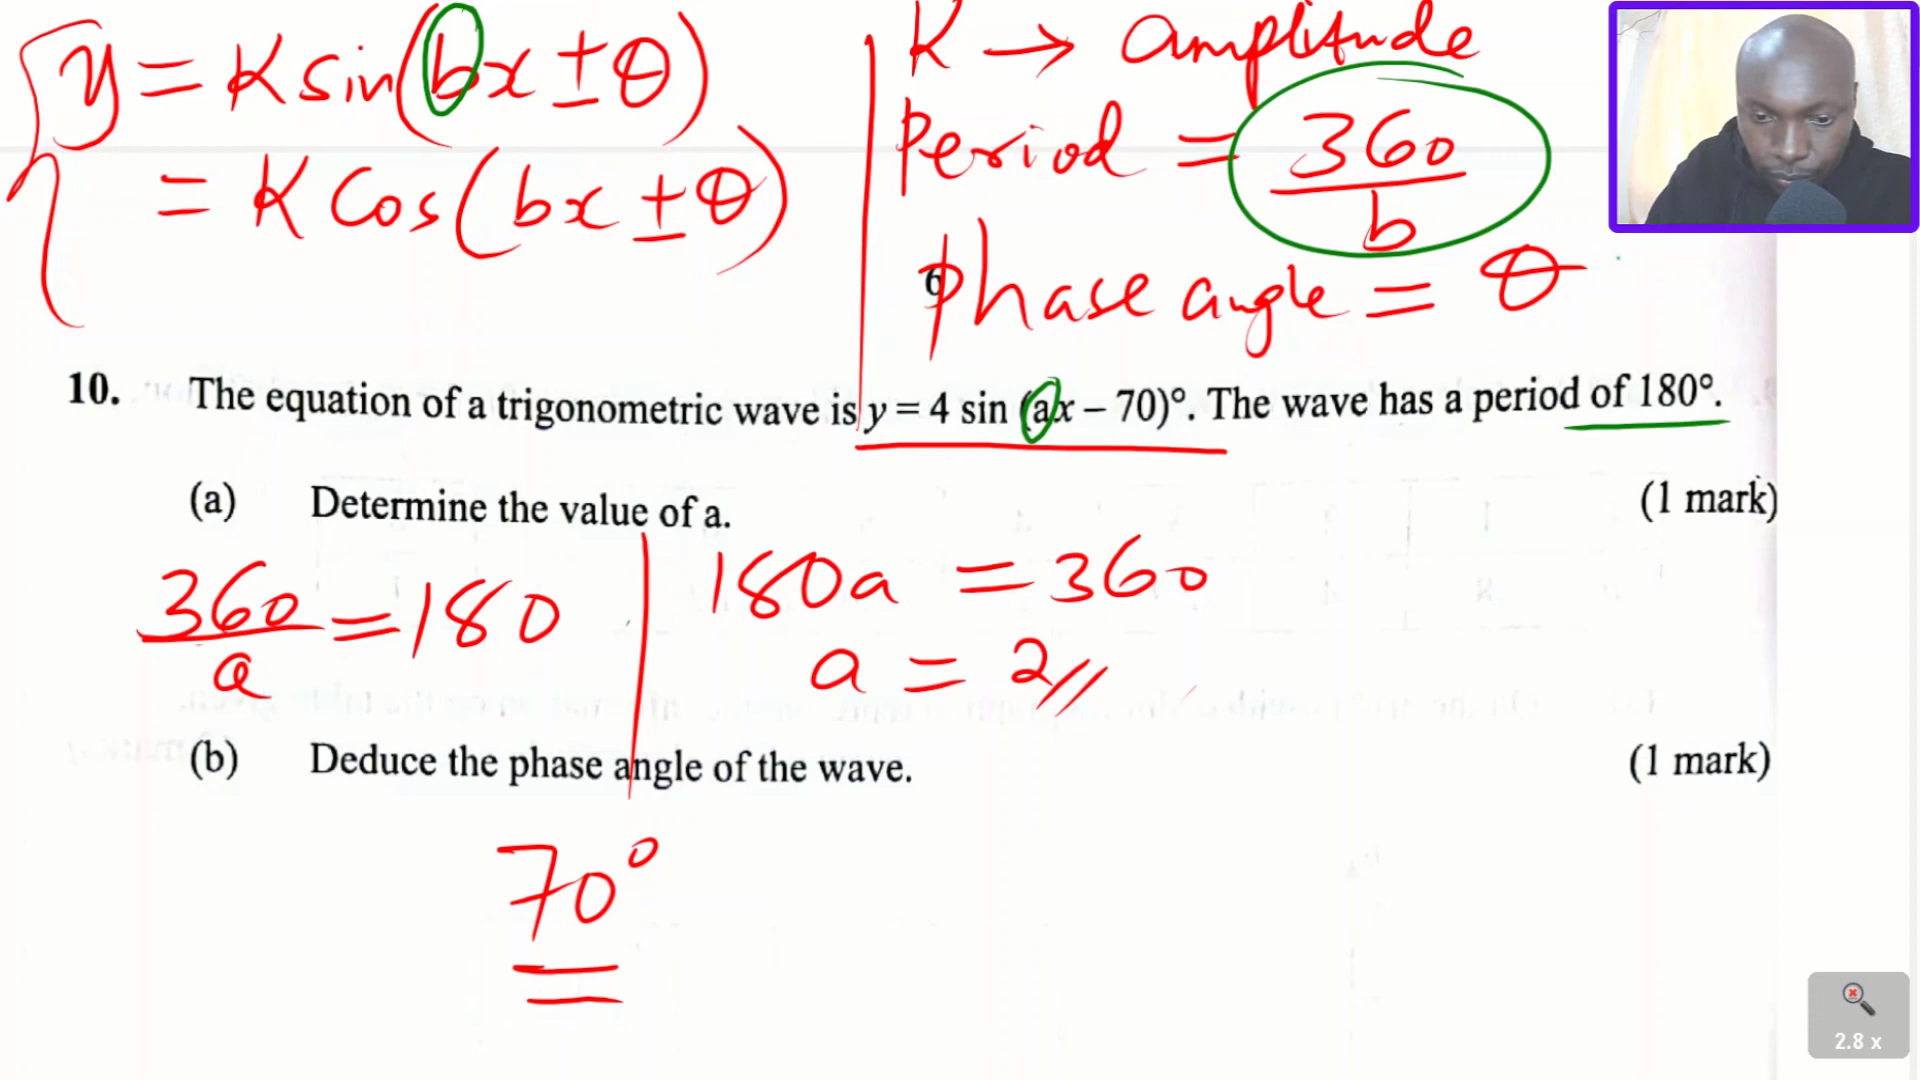 y = K sin(bx ± θ)
= K Cos(bx ± θ)
K → amplitude
Period = 360/b
6
Phase angle = θ
10. The equation of a trigonometric wave is y = 4 sin (ax – 70)°. The wave has a period of 180°.
(a) Determine the value of a. (1 mark)
360/a = 180
180a = 360
a = 2
(b) Deduce the phase angle of the wave. (1 mark)
70°
2.8 x